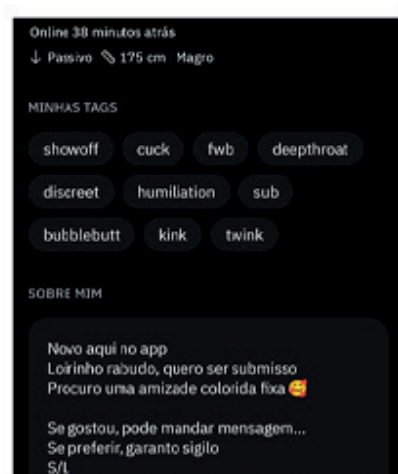 Online 38 minutos atrás
Passivo 175 cm Magro
MINHAS TAGS
showoff cuck fwb deepthroat
discreet humiliation sub
bubblebutt kink twink
SOBRE MIM
Novo aqui no app
Loirinho rabudo, quero ser submisso
Procuro uma amizade colorida fixa 🥰
Se gostou, pode mandar mensagem...
Se preferir, garanto sigilo
S/L